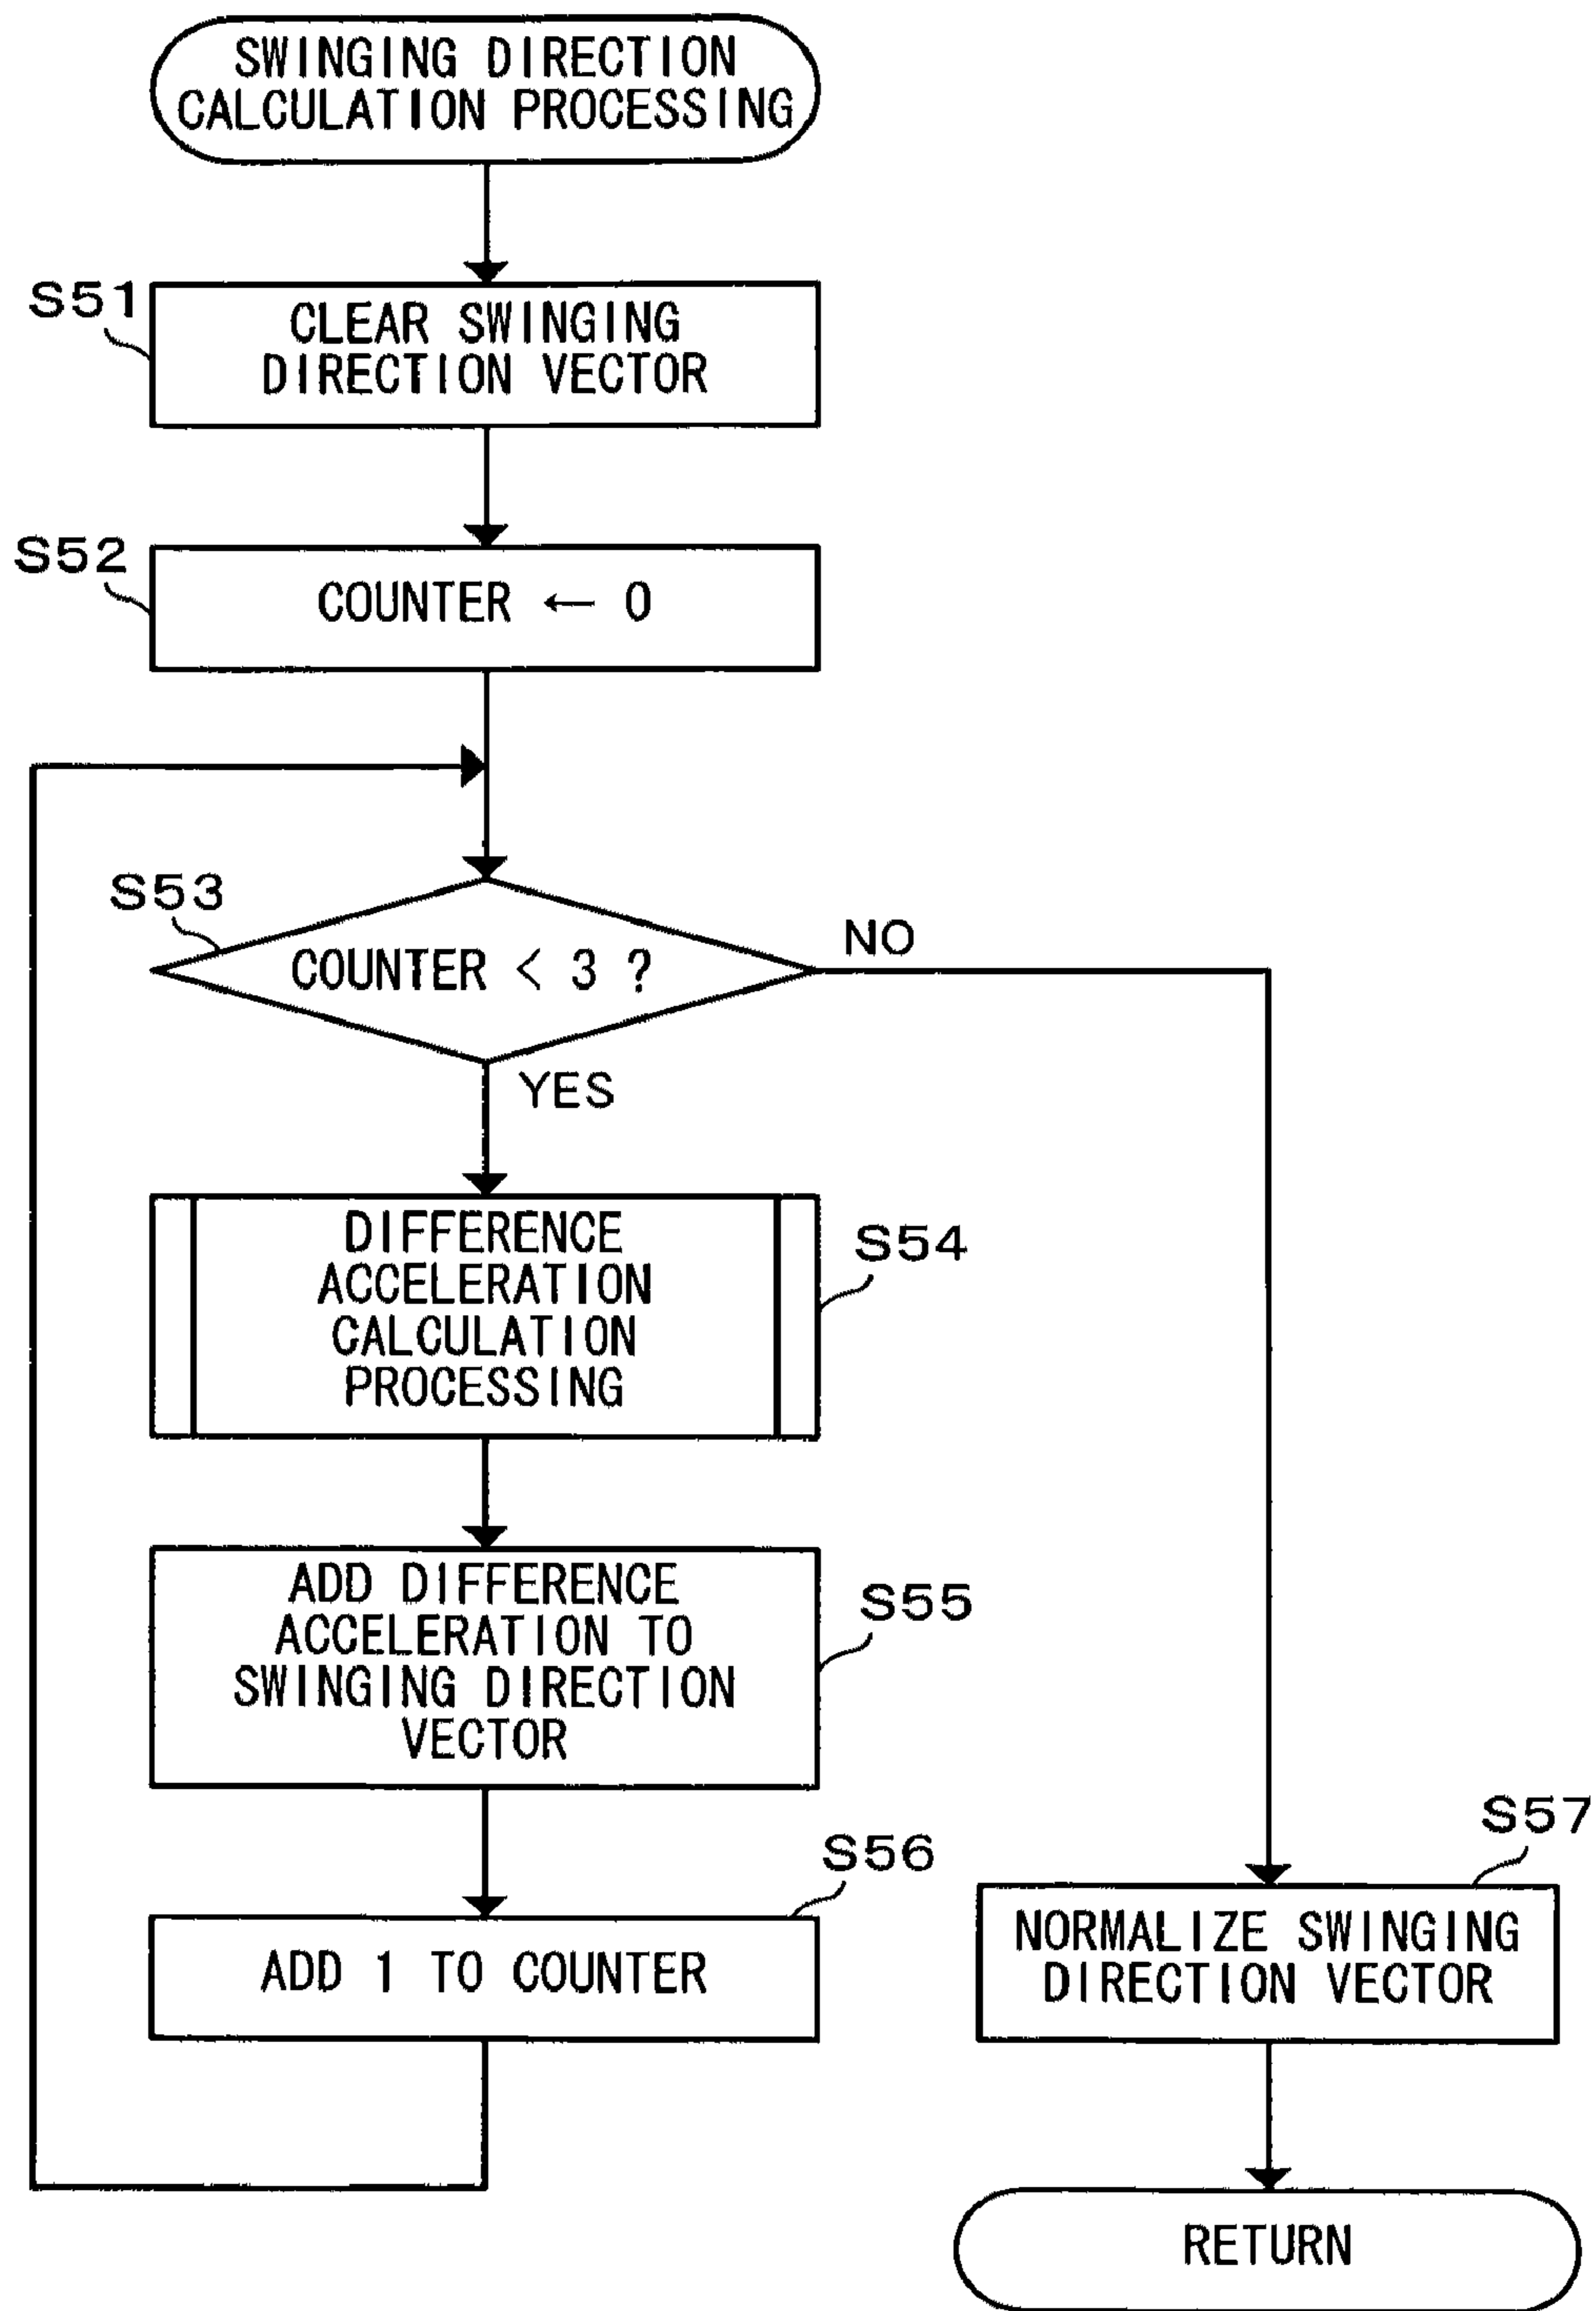 SWINGING DIRECTION
CALCULATION PROCESSING
S51
CLEAR SWINGING
DIRECTION VECTOR
S52
COUNTER ← 0
S53
COUNTER < 3 ?
NO
YES
DIFFERENCE
ACCELERATION
CALCULATION
PROCESSING
S54
ADD DIFFERENCE
ACCELERATION TO
SWINGING DIRECTION
VECTOR
S55
S56
ADD 1 TO COUNTER
S57
NORMALIZE SWINGING
DIRECTION VECTOR
RETURN